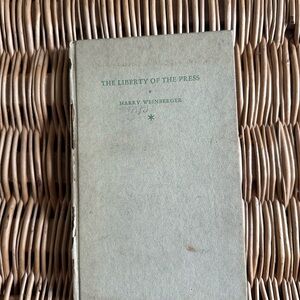 THE LIBERTY OF THE PRESS
HARRY WEINBERGER